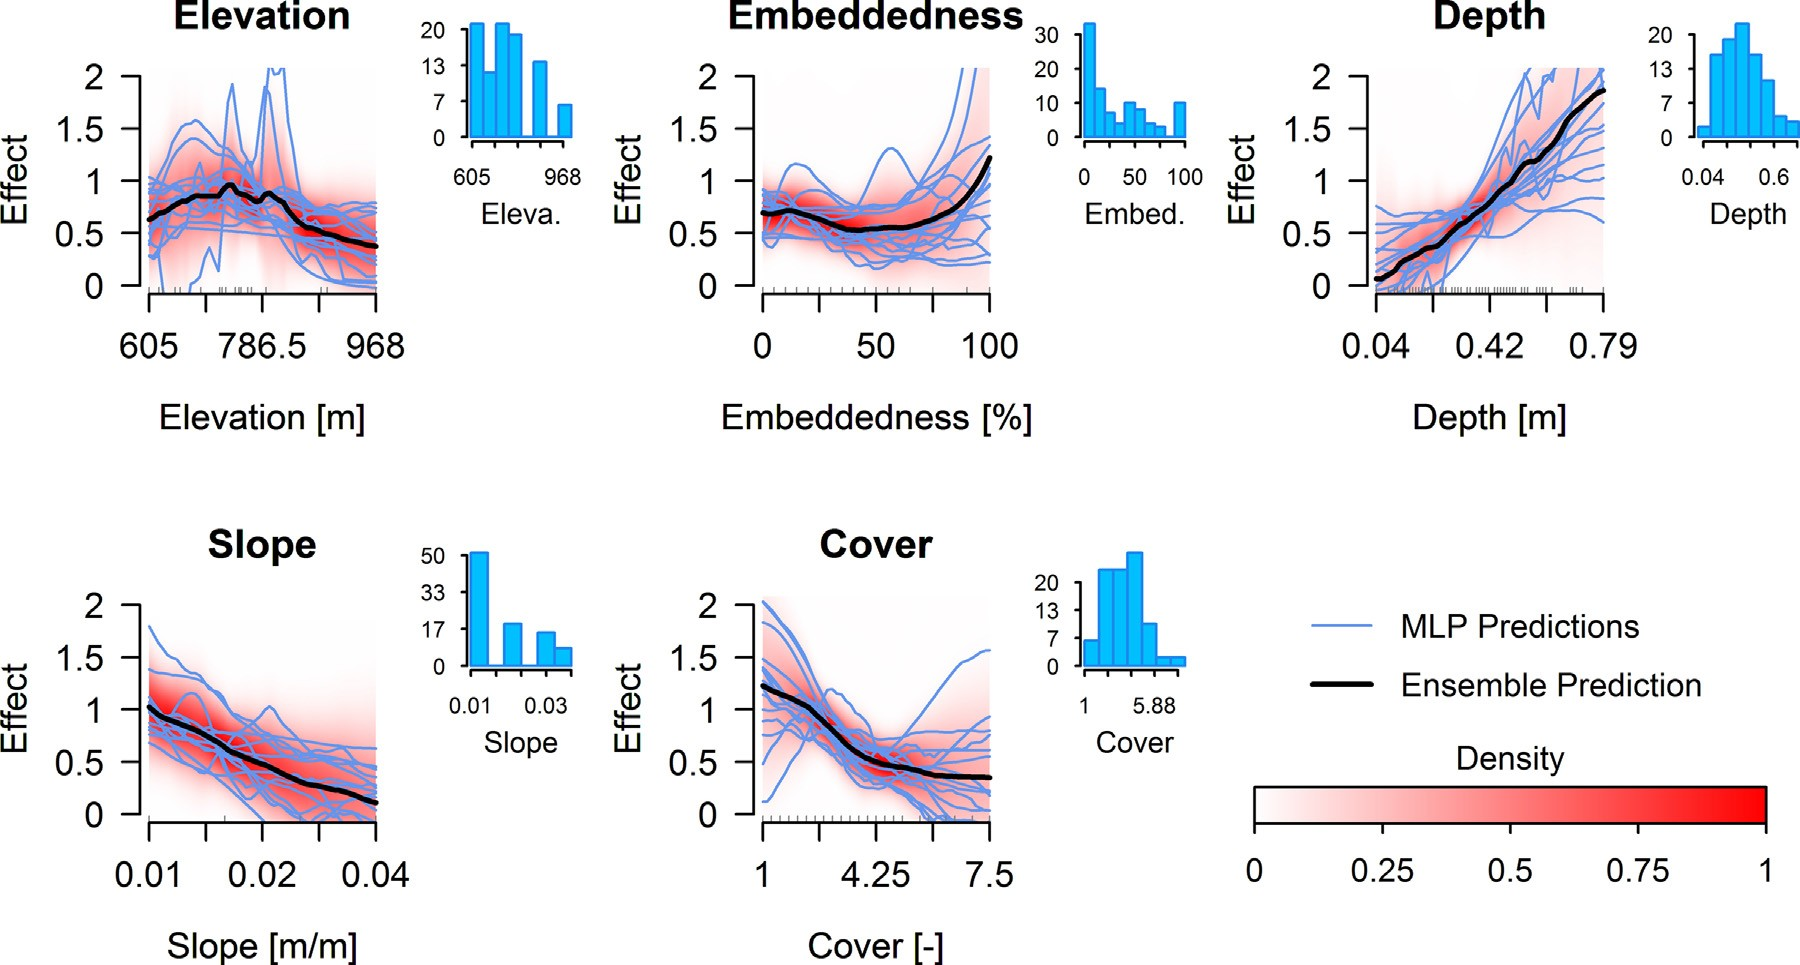 Elevation
Effect
2
1.5
1
0.5
0
605 786.5 968
Elevation [m]
20
13
7
0
605 968
Eleva.
Embeddedness
Effect
2
1.5
1
0.5
0
0 50 100
Embeddedness [%]
30
20
10
0
0 50 100
Embed.
Depth
Effect
2
1.5
1
0.5
0
0.04 0.42 0.79
Depth [m]
20
13
7
0
0.04 0.6
Depth
Slope
Effect
2
1.5
1
0.5
0
0.01 0.02 0.04
Slope [m/m]
50
33
17
0
0.01 0.03
Slope
Cover
Effect
2
1.5
1
0.5
0
1 4.25 7.5
Cover [-]
20
13
7
0
1 5.88
Cover
MLP Predictions
Ensemble Prediction
Density
0 0.25 0.5 0.75 1